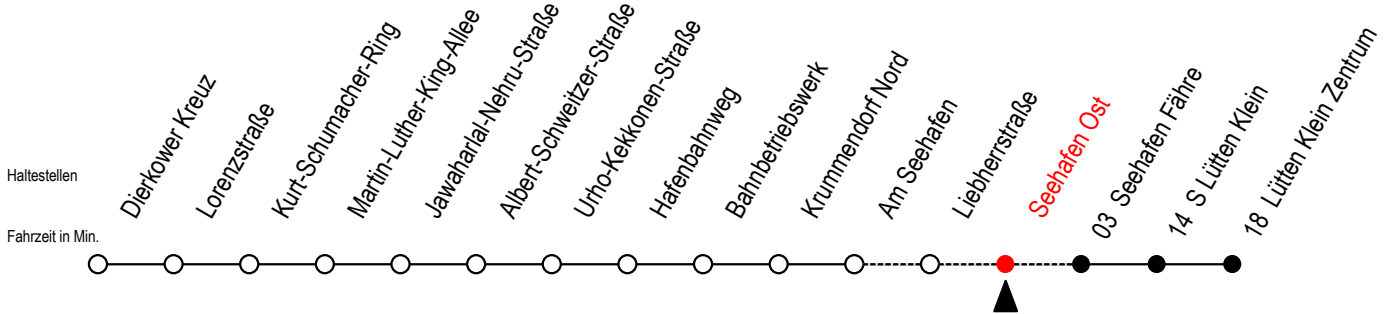 Haltestellen
Fahrzeit in Min.
Dierkower Kreuz
Lorenzstraße
Kurt-Schumacher-Ring
Martin-Luther-King-Allee
Jawaharlal-Nehru-Straße
Albert-Schweitzer-Straße
Urho-Kekkonen-Straße
Hafenbahnweg
Bahnbetriebswerk
Krummendorf Nord
Am Seehafen
Liebherrstraße
Seehafen Ost
03 Seehafen Fähre
14 S Lütten Klein
18 Lütten Klein Zentrum